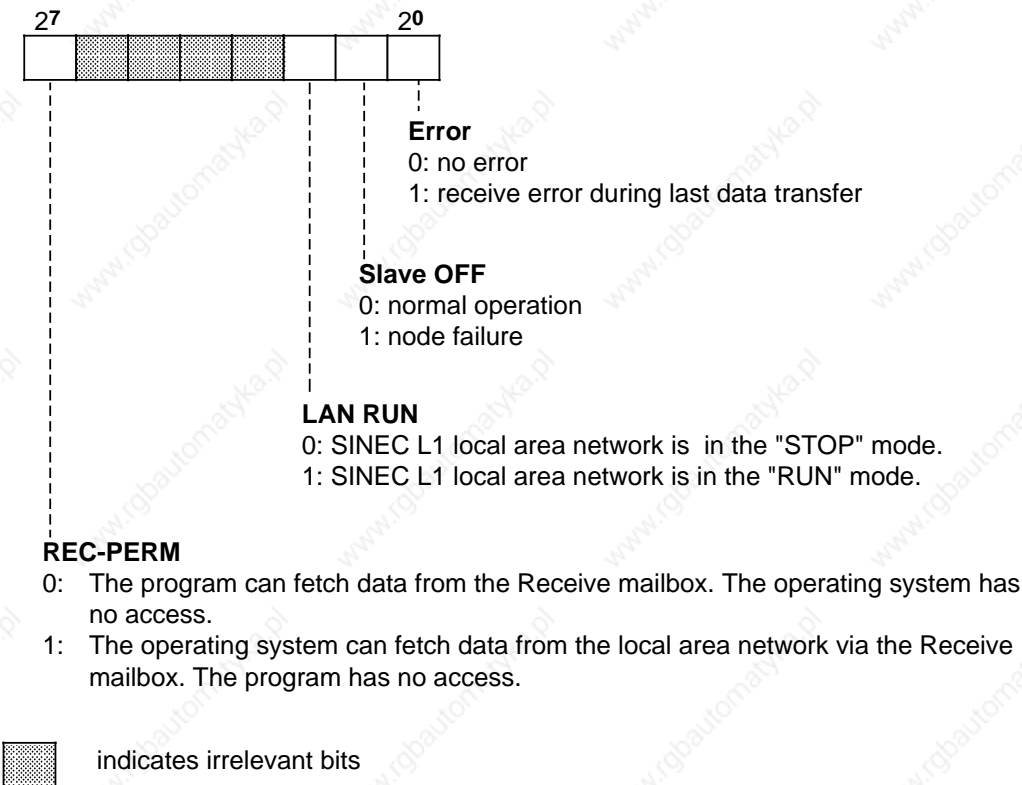 2⁷ 2⁰
Error
0: no error
1: receive error during last data transfer
Slave OFF
0: normal operation
1: node failure
LAN RUN
0: SINEC L1 local area network is in the "STOP" mode.
1: SINEC L1 local area network is in the "RUN" mode.
REC-PERM
0: The program can fetch data from the Receive mailbox. The operating system has
no access.
1: The operating system can fetch data from the local area network via the Receive
mailbox. The program has no access.
indicates irrelevant bits
www.rgbautomatyka.pl